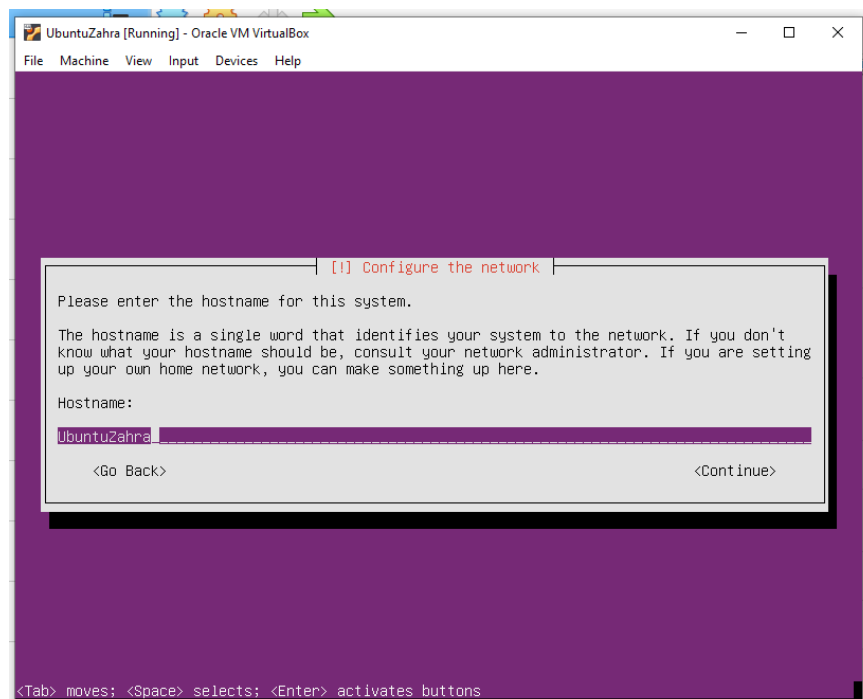 UbuntuZahra [Running] - Oracle VM VirtualBox
File Machine View Input Devices Help
[!] Configure the network
Please enter the hostname for this system.
The hostname is a single word that identifies your system to the network. If you don't
know what your hostname should be, consult your network administrator. If you are setting
up your own home network, you can make something up here.
Hostname:
UbuntuZahra
<Go Back> <Continue>
<Tab> moves; <Space> selects; <Enter> activates buttons